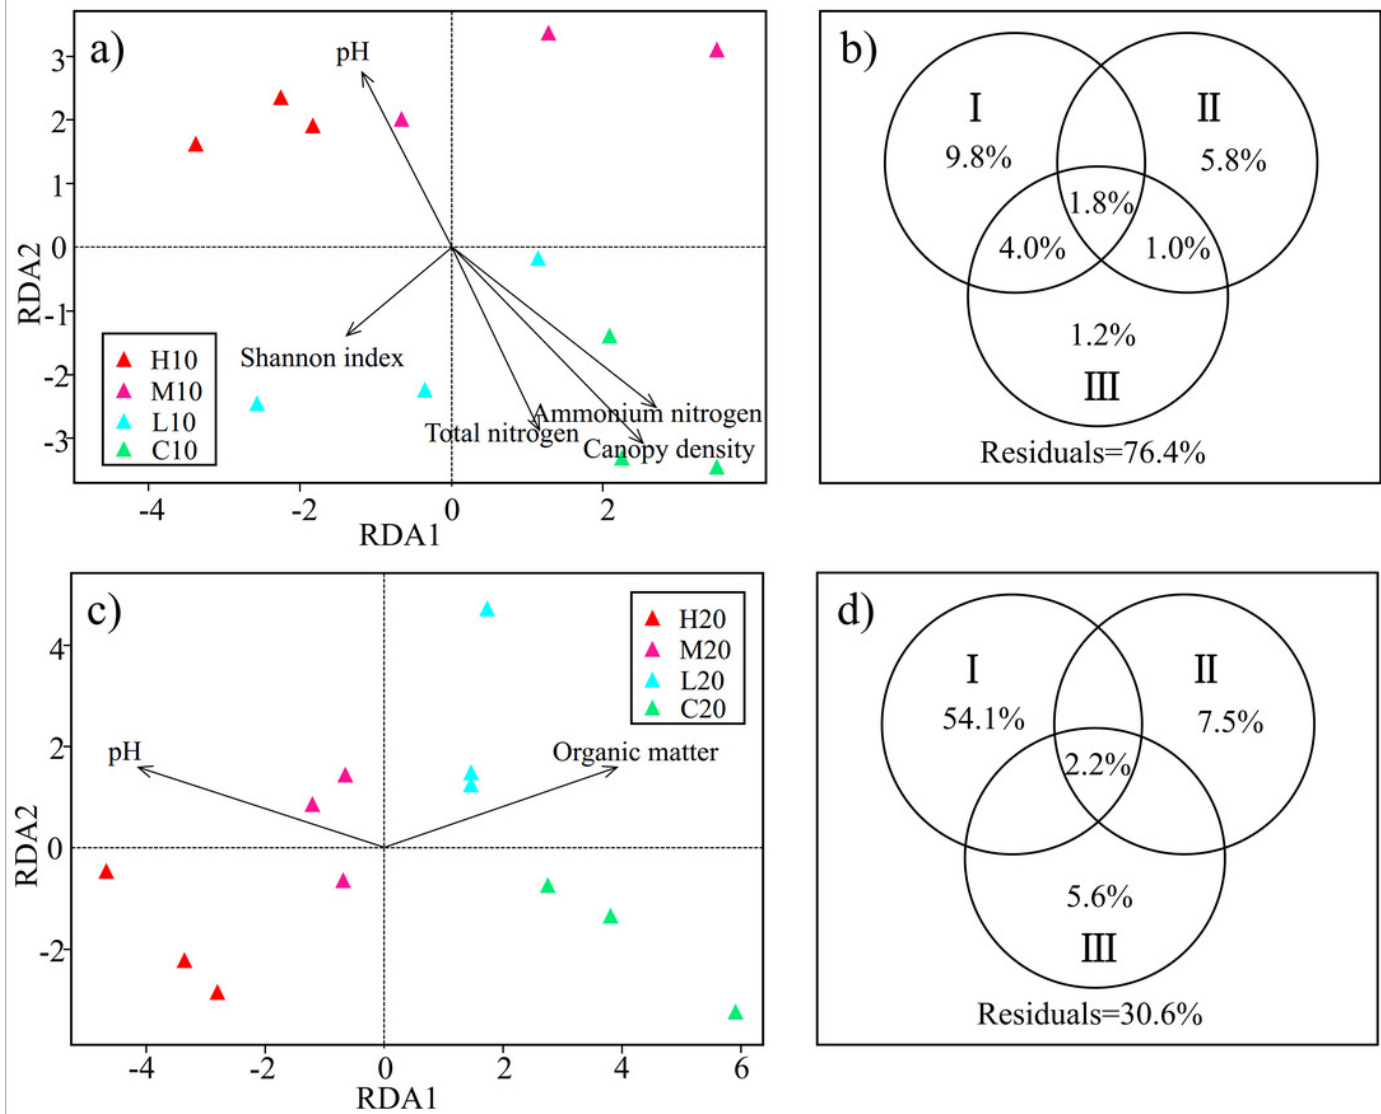 a)
pH
3
2
1
0
-1
-2
-3
RDA2
Shannon index
Ammonium nitrogen
Total nitrogen
Canopy density
H10
M10
L10
C10
-4
-2
0
2
RDA1
b)
I
II
9.8%
5.8%
1.8%
4.0%
1.0%
1.2%
III
Residuals=76.4%
c)
H20
M20
L20
C20
4
2
0
-2
RDA2
pH
Organic matter
-4
-2
0
2
4
6
RDA1
d)
I
II
54.1%
7.5%
2.2%
5.6%
III
Residuals=30.6%